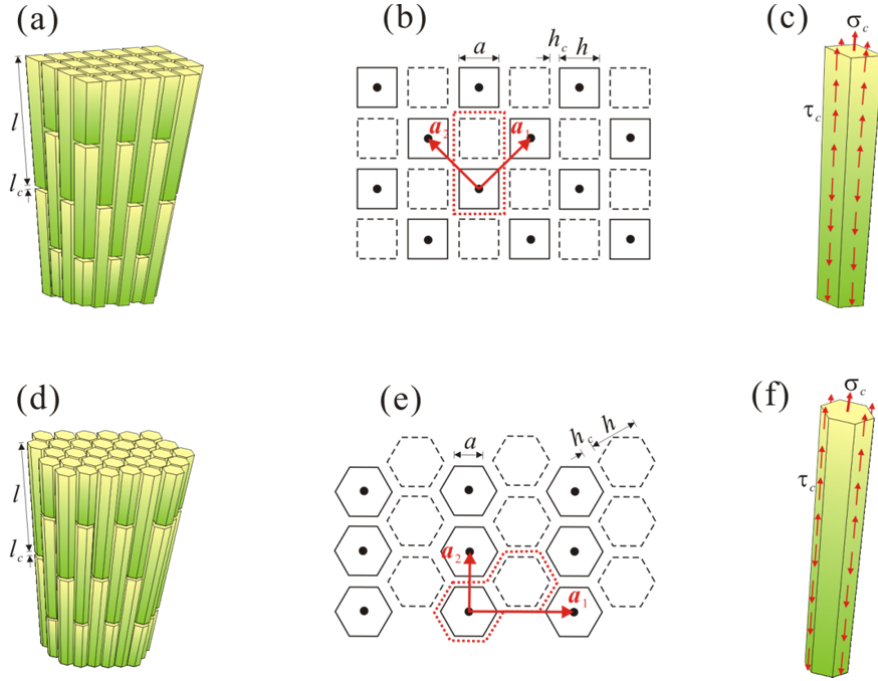 (a)
(b)
(c)
l
l_c
a
h_c
h
a_2
a_1
σ_c
τ_c
(d)
(e)
(f)
l
l_c
a
h_c
h
a_2
a_1
σ_c
τ_c